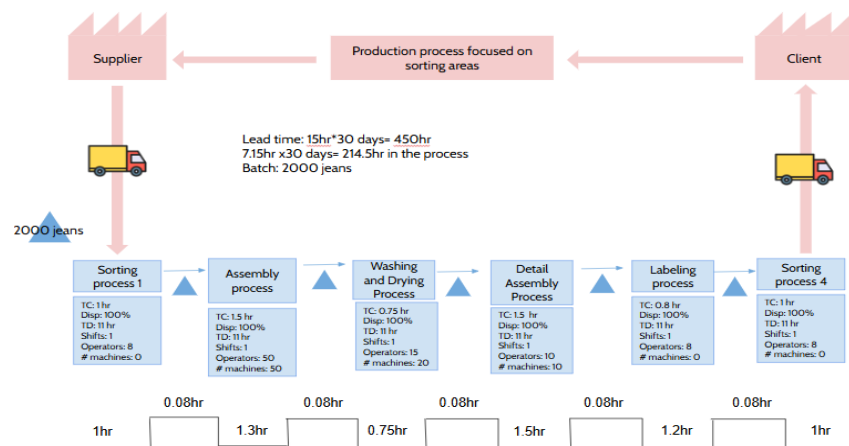 Supplier
Production process focused on
sorting areas
Client
Lead time: 15hr*30 days= 450hr
7.15hr x30 days= 214.5hr in the process
Batch: 2000 jeans
2000 jeans
Sorting
process 1
TC: 1 hr
Disp: 100%
TD: 11 hr
Shifts: 1
Operators: 8
# machines: 0
Assembly
process
TC: 1.5 hr
Disp: 100%
TD: 11 hr
Shifts: 1
Operators: 50
# machines: 50
Washing
and Drying
Process
TC: 0.75 hr
Disp: 100%
TD: 11 hr
Shifts: 1
Operators: 15
# machines: 20
Detail
Assembly
Process
TC: 1.5 hr
Disp: 100%
TD: 11 hr
Shifts: 1
Operators: 10
# machines: 10
Labeling
process
TC: 0.8 hr
Disp: 100%
TD: 11 hr
Shifts: 1
Operators: 8
# machines: 0
Sorting
process 4
TC: 1 hr
Disp: 100%
TD: 11 hr
Shifts: 1
Operators: 8
# machines: 0
0.08hr
0.08hr
0.08hr
0.08hr
0.08hr
1hr
1.3hr
0.75hr
1.5hr
1.2hr
1hr